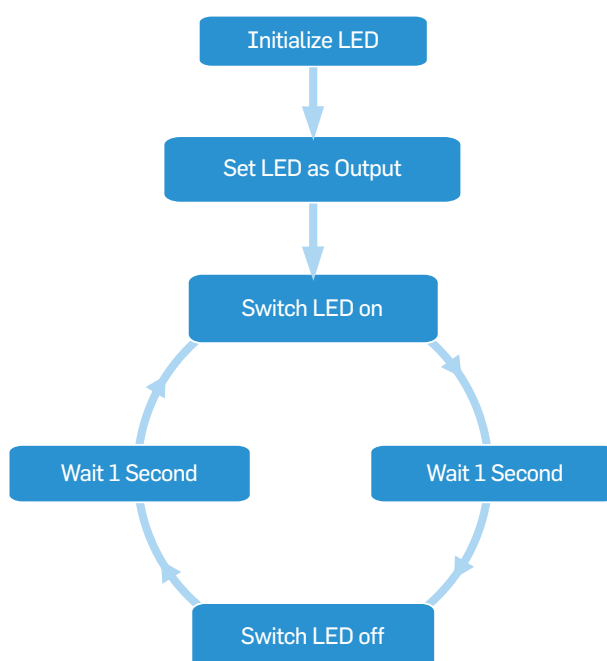 Initialize LED
Set LED as Output
Switch LED on
Wait 1 Second
Wait 1 Second
Switch LED off